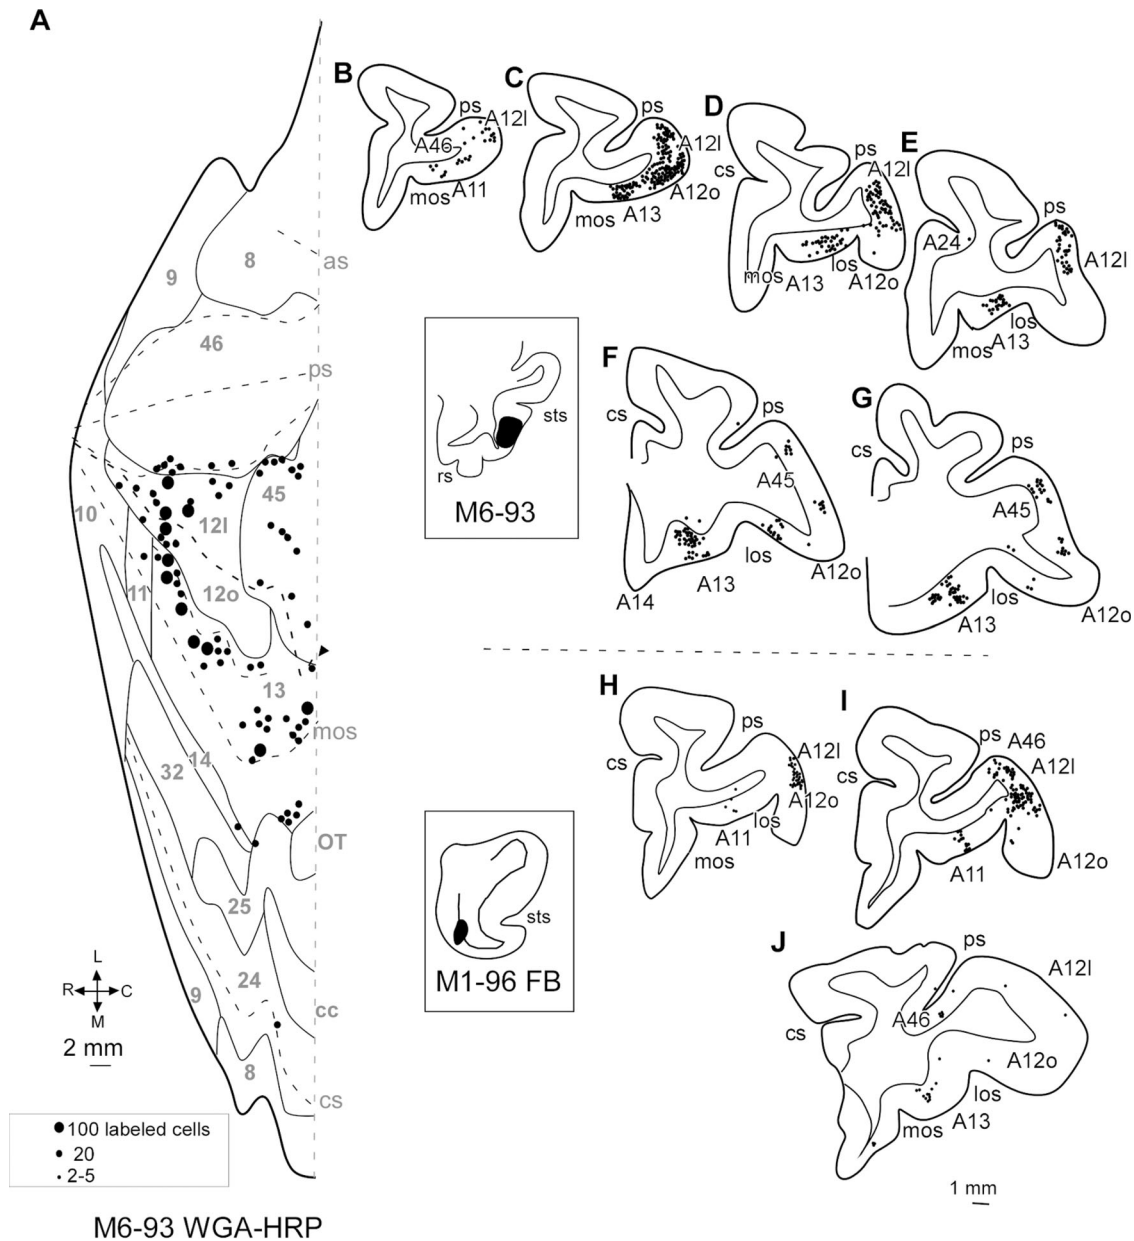 A
9
8
as
46
ps
45
10
12l
11
12o
13
mos
14
32
OT
25
24
9
cc
8
cs
L
R
C
M
2 mm
100 labeled cells
20
2-5
M6-93 WGA-HRP
B
ps
A12l
A46
mos
A11
C
ps
A12l
A12o
mos
A13
D
cs
ps
A12l
mos
A13
los
A12o
E
ps
A24
A12l
los
mos
A13
sts
rs
M6-93
F
cs
ps
A45
los
A12o
A13
A14
G
cs
ps
A45
los
A13
A12o
H
ps
cs
A12l
A12o
los
A11
mos
I
ps
A46
cs
A12l
A11
A12o
sts
M1-96 FB
J
ps
A12l
A46
cs
A12o
los
A13
mos
1 mm